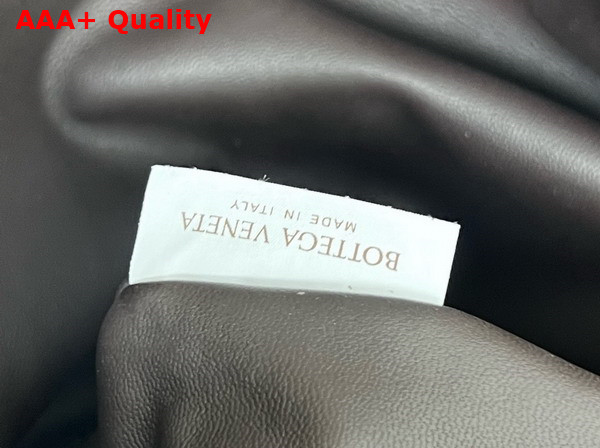 AAA+ Quality
BOTTEGA VENETA
MADE IN ITALY